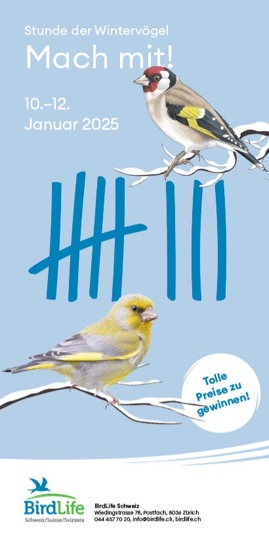 Stunde der Wintervögel
Mach mit!
10.–12.
Januar 2025
Tolle
Preise zu
gewinnen!
BirdLife
Schweiz/Suisse/Svizzera
BirdLife Schweiz
Wiedingstrasse 78, Postfach, 8036 Zürich
044 457 70 20, info@birdlife.ch, birdlife.ch